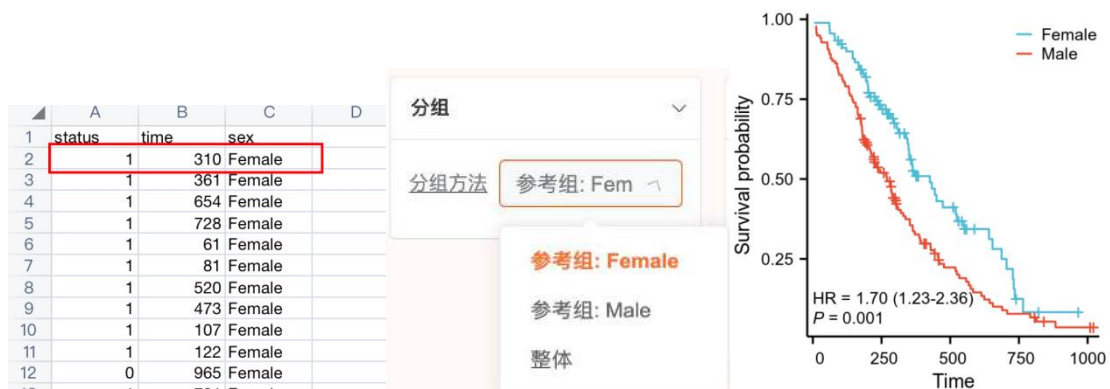 A B C D
1 status time sex
2 1 310 Female
3 1 361 Female
4 1 654 Female
5 1 728 Female
6 1 61 Female
7 1 81 Female
8 1 520 Female
9 1 473 Female
10 1 107 Female
11 1 122 Female
12 0 965 Female
分组
分组方法 参考组: Fem
参考组: Female
参考组: Male
整体
1.00
0.75
0.50
0.25
Survival probability
Female
Male
HR = 1.70 (1.23-2.36)
P = 0.001
0 250 500 750 1000
Time